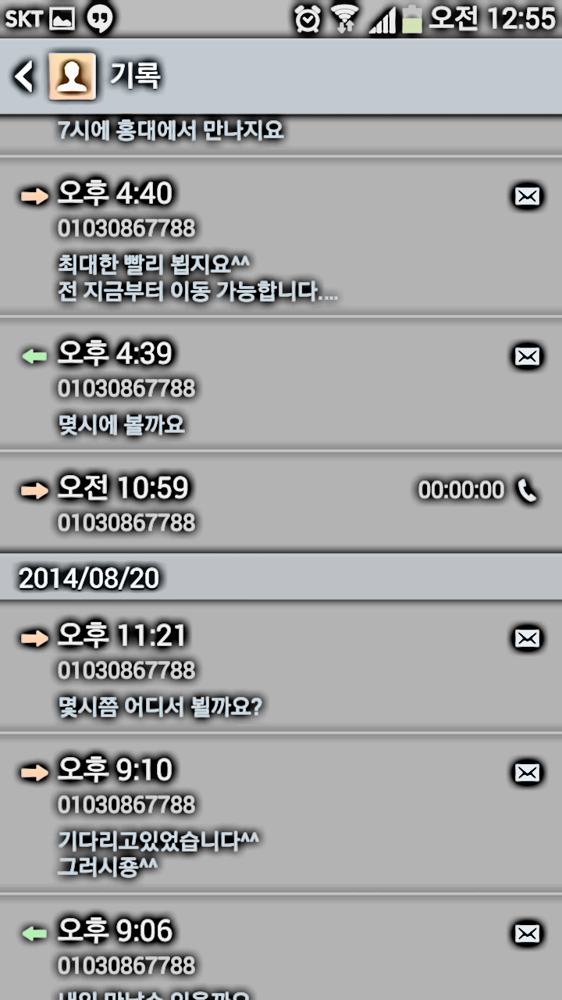 SKT 오전 12:55
기록
7시에 홍대에서 만나지요
오후 4:40
01030867788
최대한 빨리 뵙지요^^
전 지금부터 이동 가능합니다....
오후 4:39
01030867788
몇시에 볼까요
오전 10:59 00:00:00
01030867788
2014/08/20
오후 11:21
01030867788
몇시쯤 어디서 뵐까요?
오후 9:10
01030867788
기다리고있었습니다^^
그러시죵^^
오후 9:06
01030867788